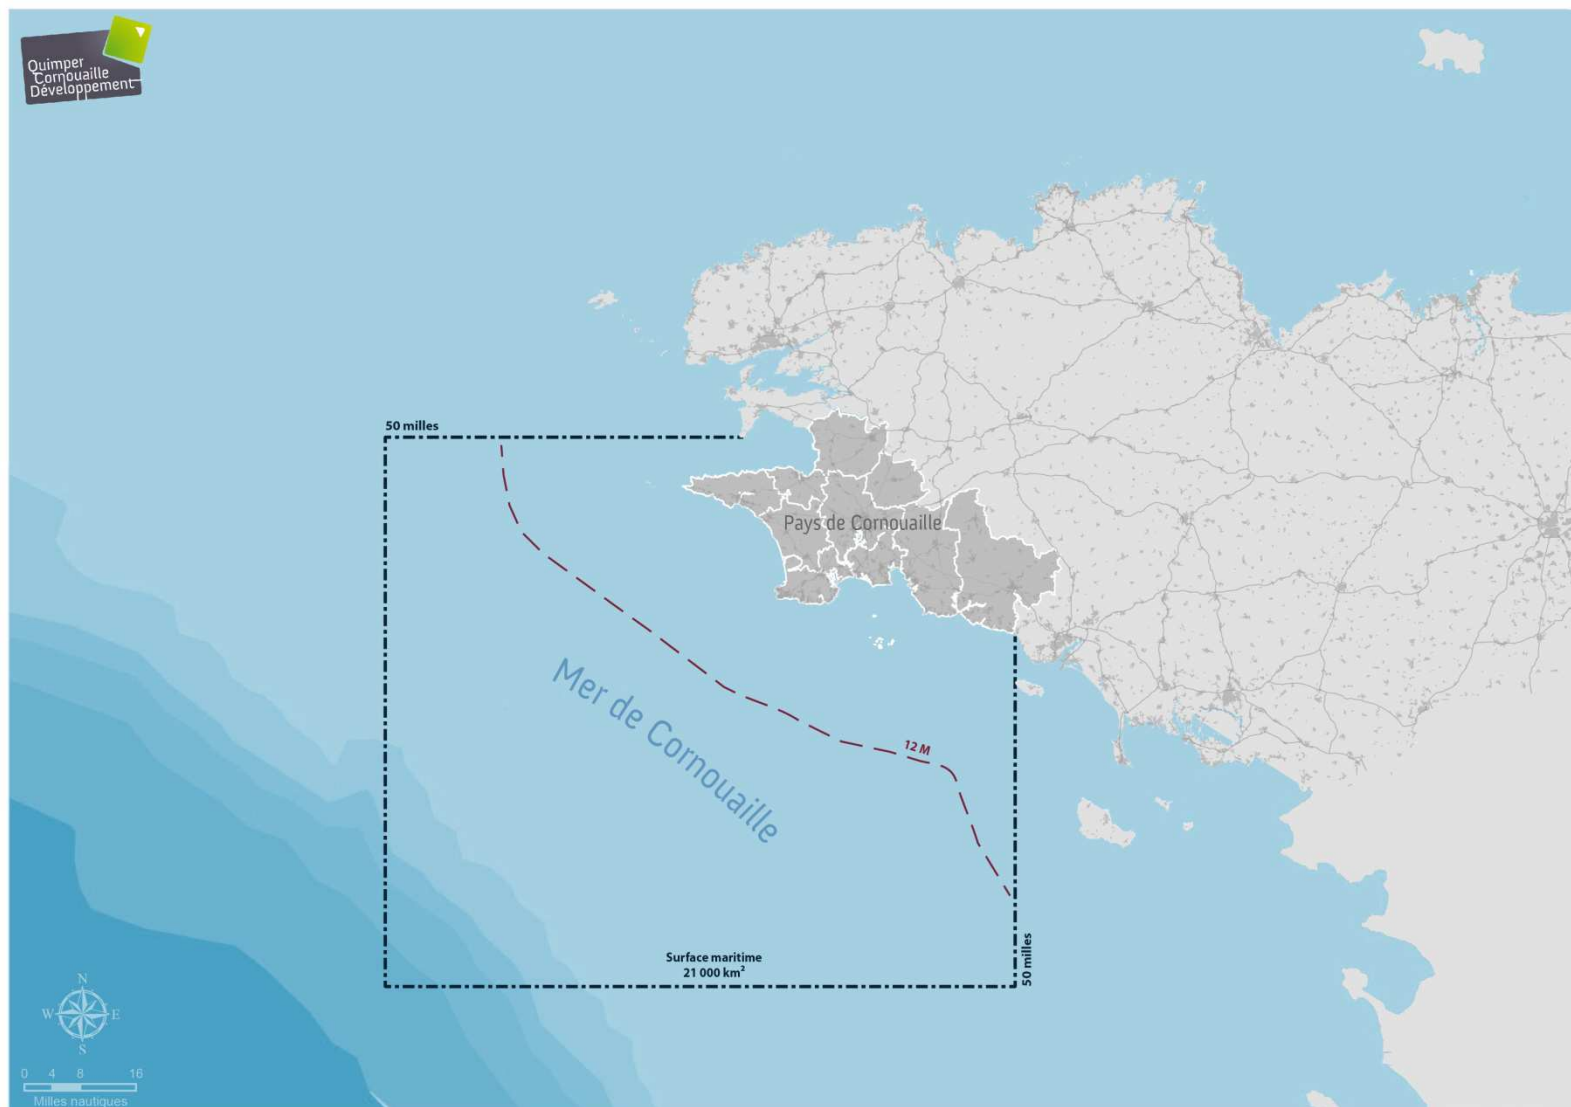 Quimper
Cornouaille
Développement
50 milles
Pays de Cornouaille
Mer de Cornouaille
12 M
Surface maritime
21 000 km²
50 milles
N
W E
S
0 4 8 16
Milles nautiques